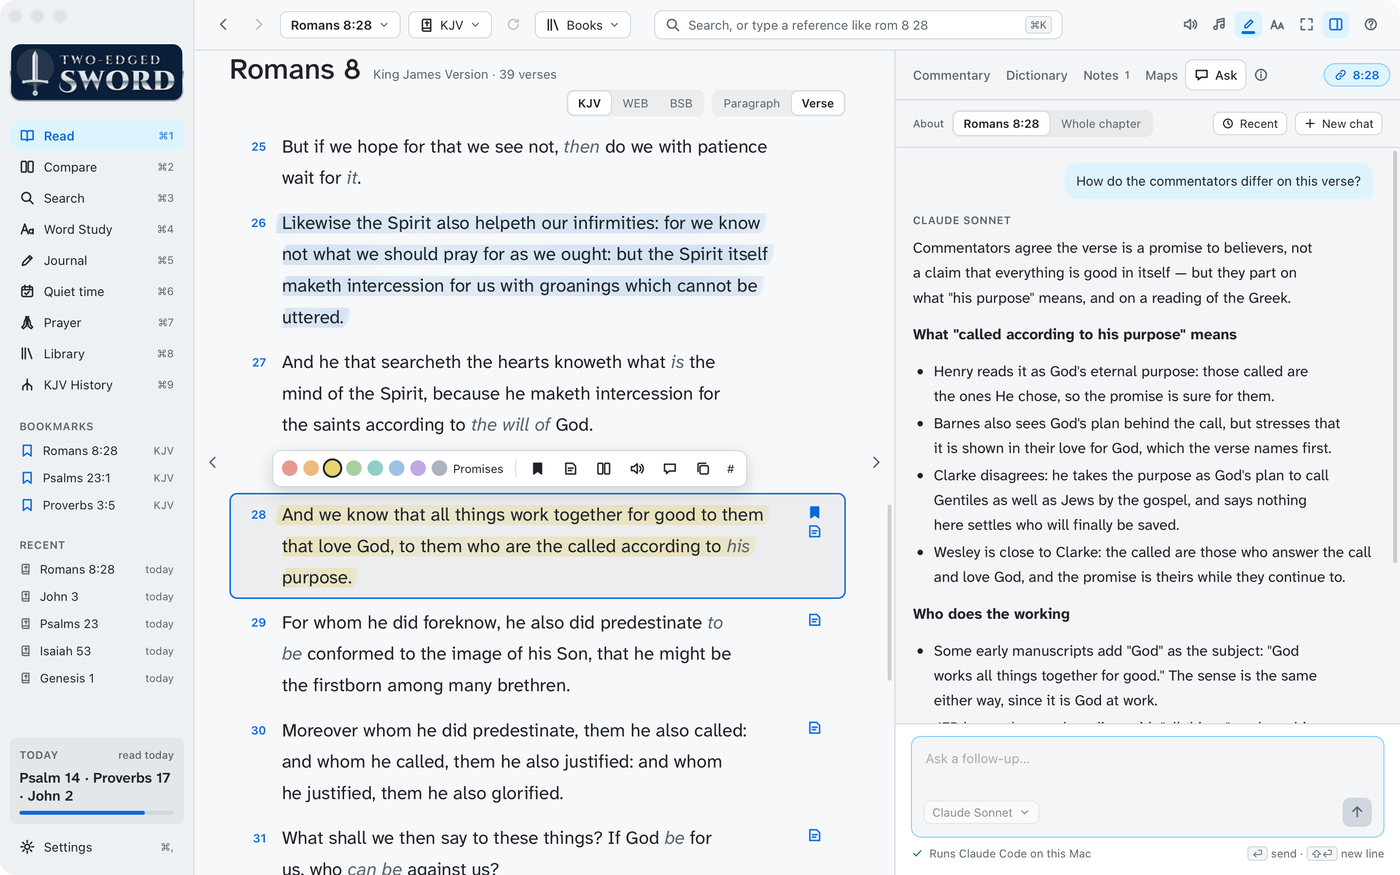 Romans 8:28
KJV
Books
Search, or type a reference like rom 8 28
⌘K
TWO-EDGED
SWORD
Read ⌘1
Compare ⌘2
Search ⌘3
Word Study ⌘4
Journal ⌘5
Quiet time ⌘6
Prayer ⌘7
Library ⌘8
KJV History ⌘9
BOOKMARKS
Romans 8:28 KJV
Psalms 23:1 KJV
Proverbs 3:5 KJV
RECENT
Romans 8:28 today
John 3 today
Psalms 23 today
Isaiah 53 today
Genesis 1 today
TODAY read today
Psalm 14 · Proverbs 17
· John 2
Settings ⌘,
Romans 8 King James Version · 39 verses
KJV WEB BSB Paragraph Verse
25 But if we hope for that we see not, then do we with patience
wait for it.
26 Likewise the Spirit also helpeth our infirmities: for we know
not what we should pray for as we ought: but the Spirit itself
maketh intercession for us with groanings which cannot be
uttered.
27 And he that searcheth the hearts knoweth what is the
mind of the Spirit, because he maketh intercession for
the saints according to the will of God.
Promises #
28 And we know that all things work together for good to them
that love God, to them who are the called according to his
purpose.
29 For whom he did foreknow, he also did predestinate to
be conformed to the image of his Son, that he might be
the firstborn among many brethren.
30 Moreover whom he did predestinate, them he also called:
and whom he called, them he also justified: and whom
he justified, them he also glorified.
31 What shall we then say to these things? If God be for
us, who can be against us?
Commentary Dictionary Notes 1 Maps Ask 8:28
About Romans 8:28 Whole chapter Recent + New chat
How do the commentators differ on this verse?
CLAUDE SONNET
Commentators agree the verse is a promise to believers, not
a claim that everything is good in itself — but they part on
what "his purpose" means, and on a reading of the Greek.
What "called according to his purpose" means
• Henry reads it as God's eternal purpose: those called are
the ones He chose, so the promise is sure for them.
• Barnes also sees God's plan behind the call, but stresses that
it is shown in their love for God, which the verse names first.
• Clarke disagrees: he takes the purpose as God's plan to call
Gentiles as well as Jews by the gospel, and says nothing
here settles who will finally be saved.
• Wesley is close to Clarke: the called are those who answer the call
and love God, and the promise is theirs while they continue to.
Who does the working
• Some early manuscripts add "God" as the subject: "God
works all things together for good." The sense is the same
either way, since it is God at work.
Ask a follow-up...
Claude Sonnet
Runs Claude Code on this Mac
send · new line